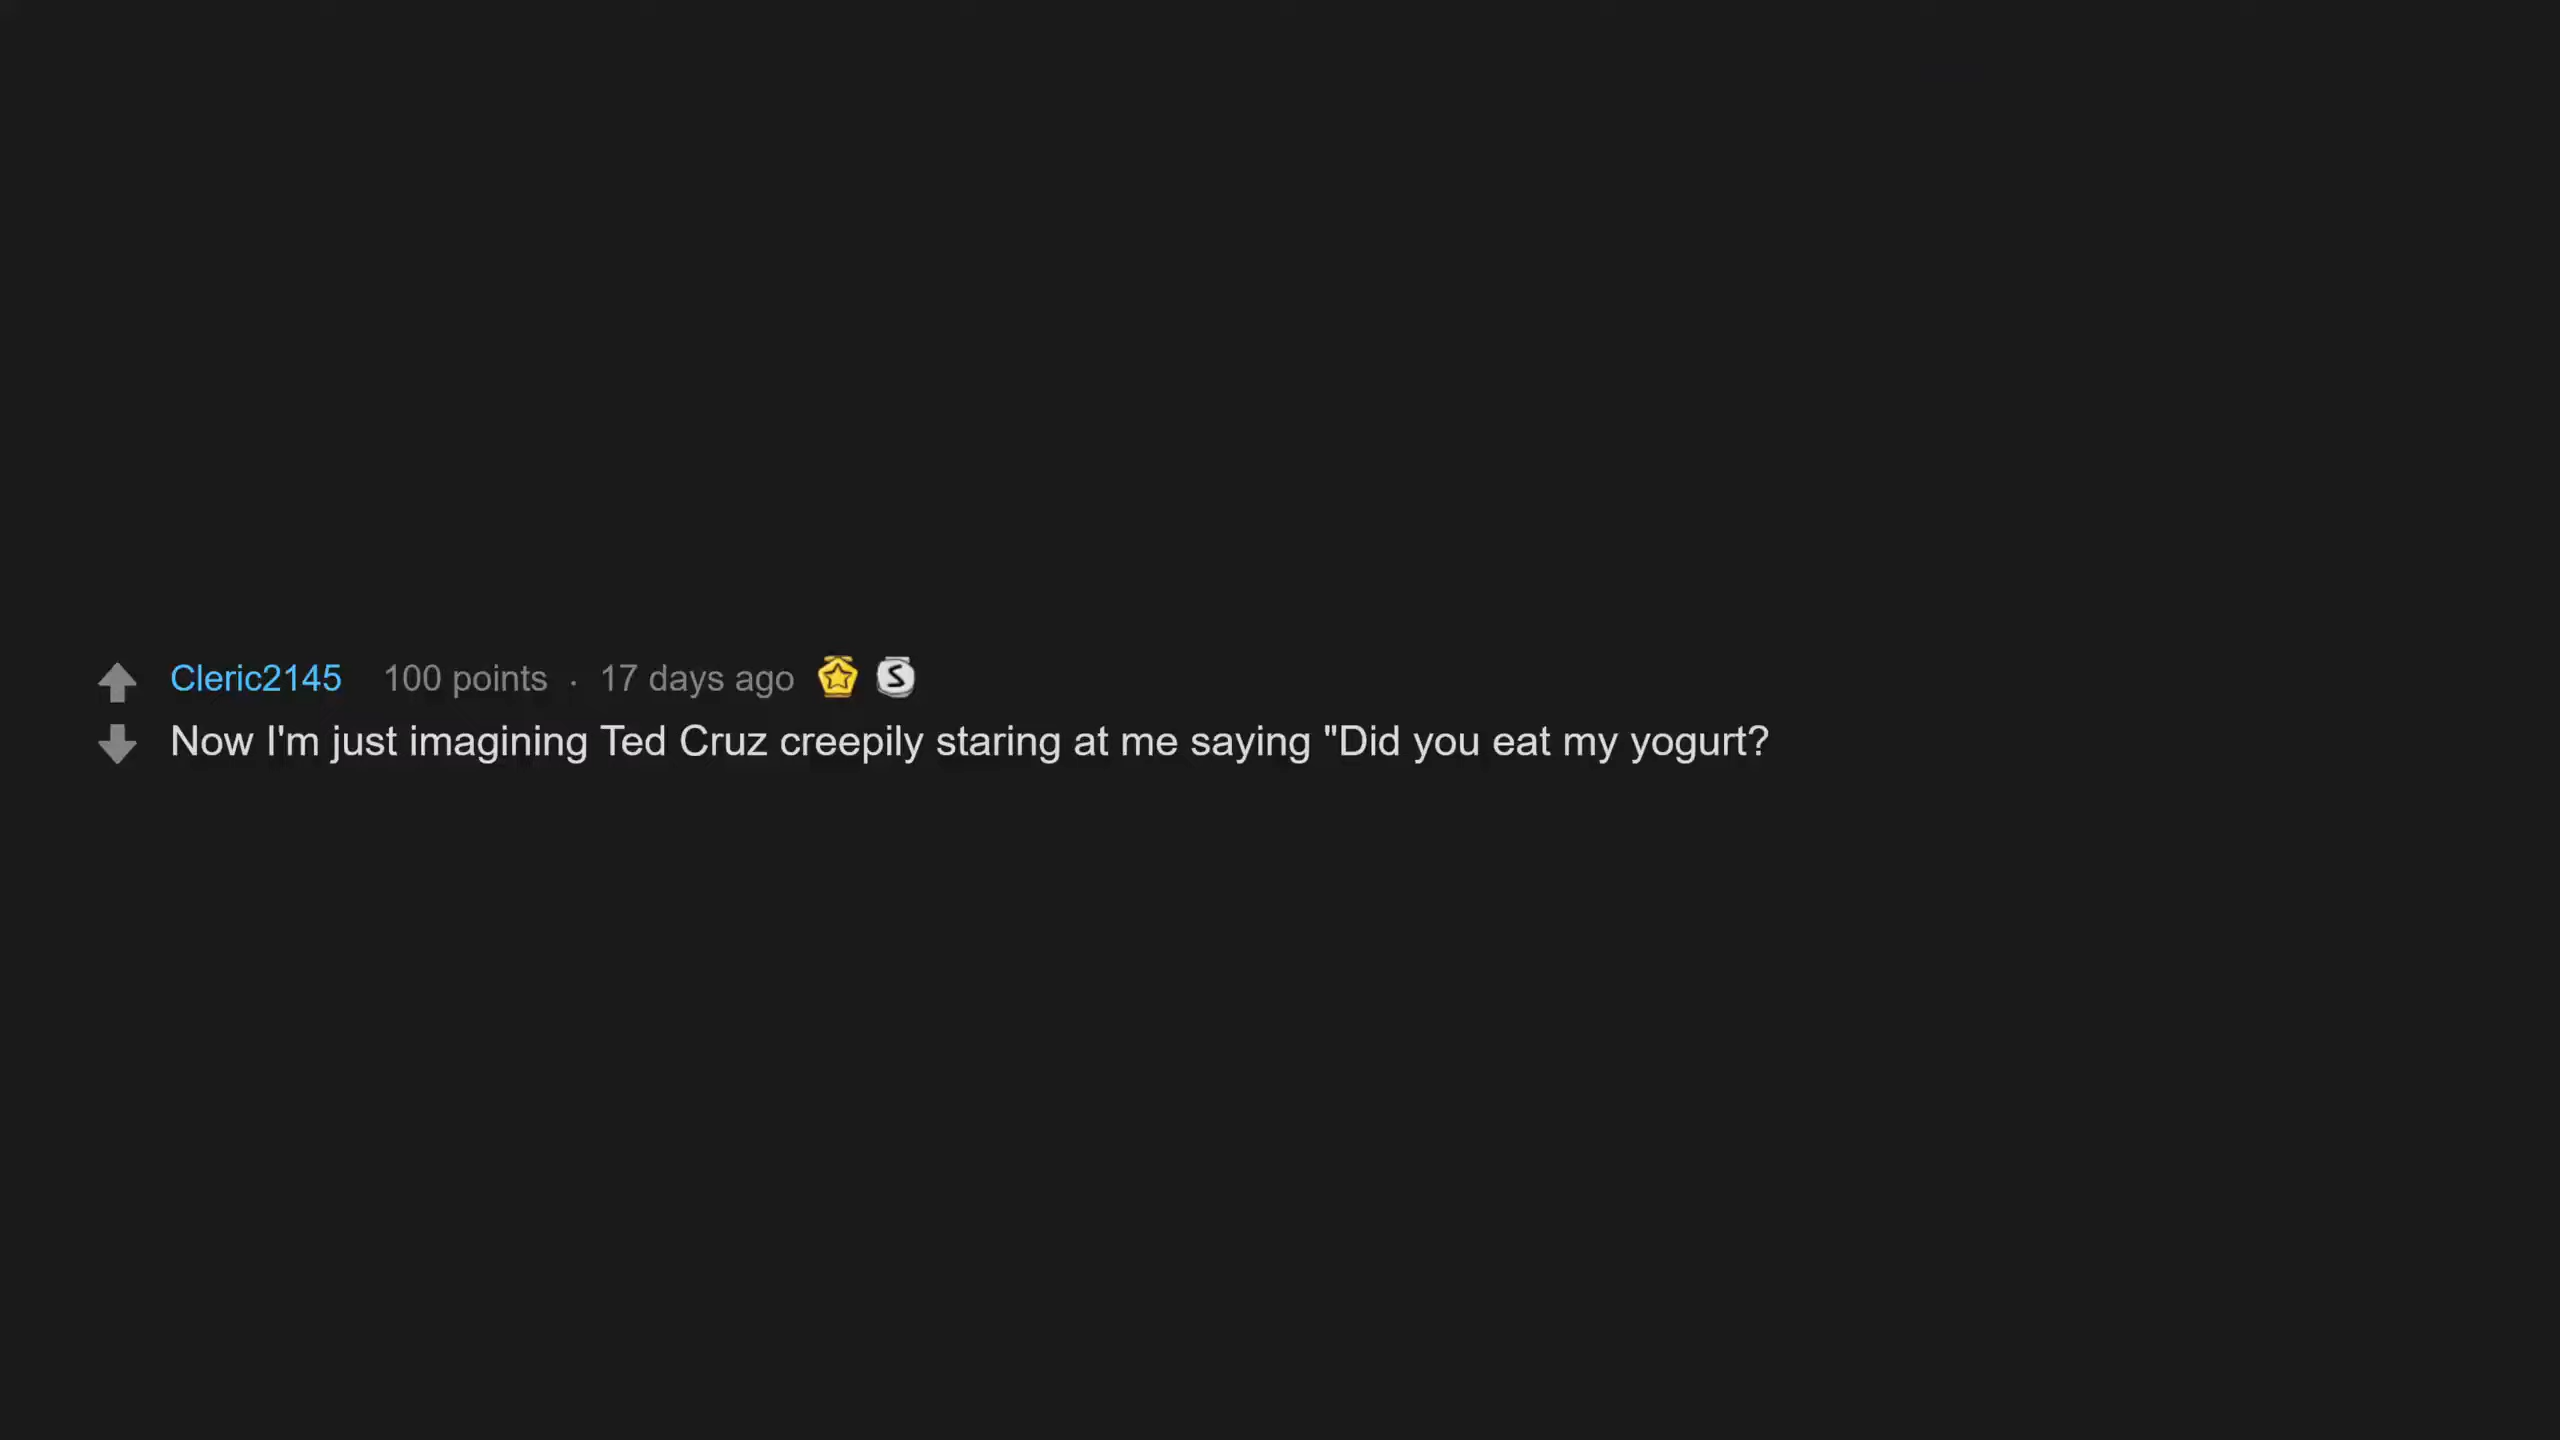 Cleric2145 100 points · 17 days ago
Now I'm just imagining Ted Cruz creepily staring at me saying "Did you eat my yogurt?